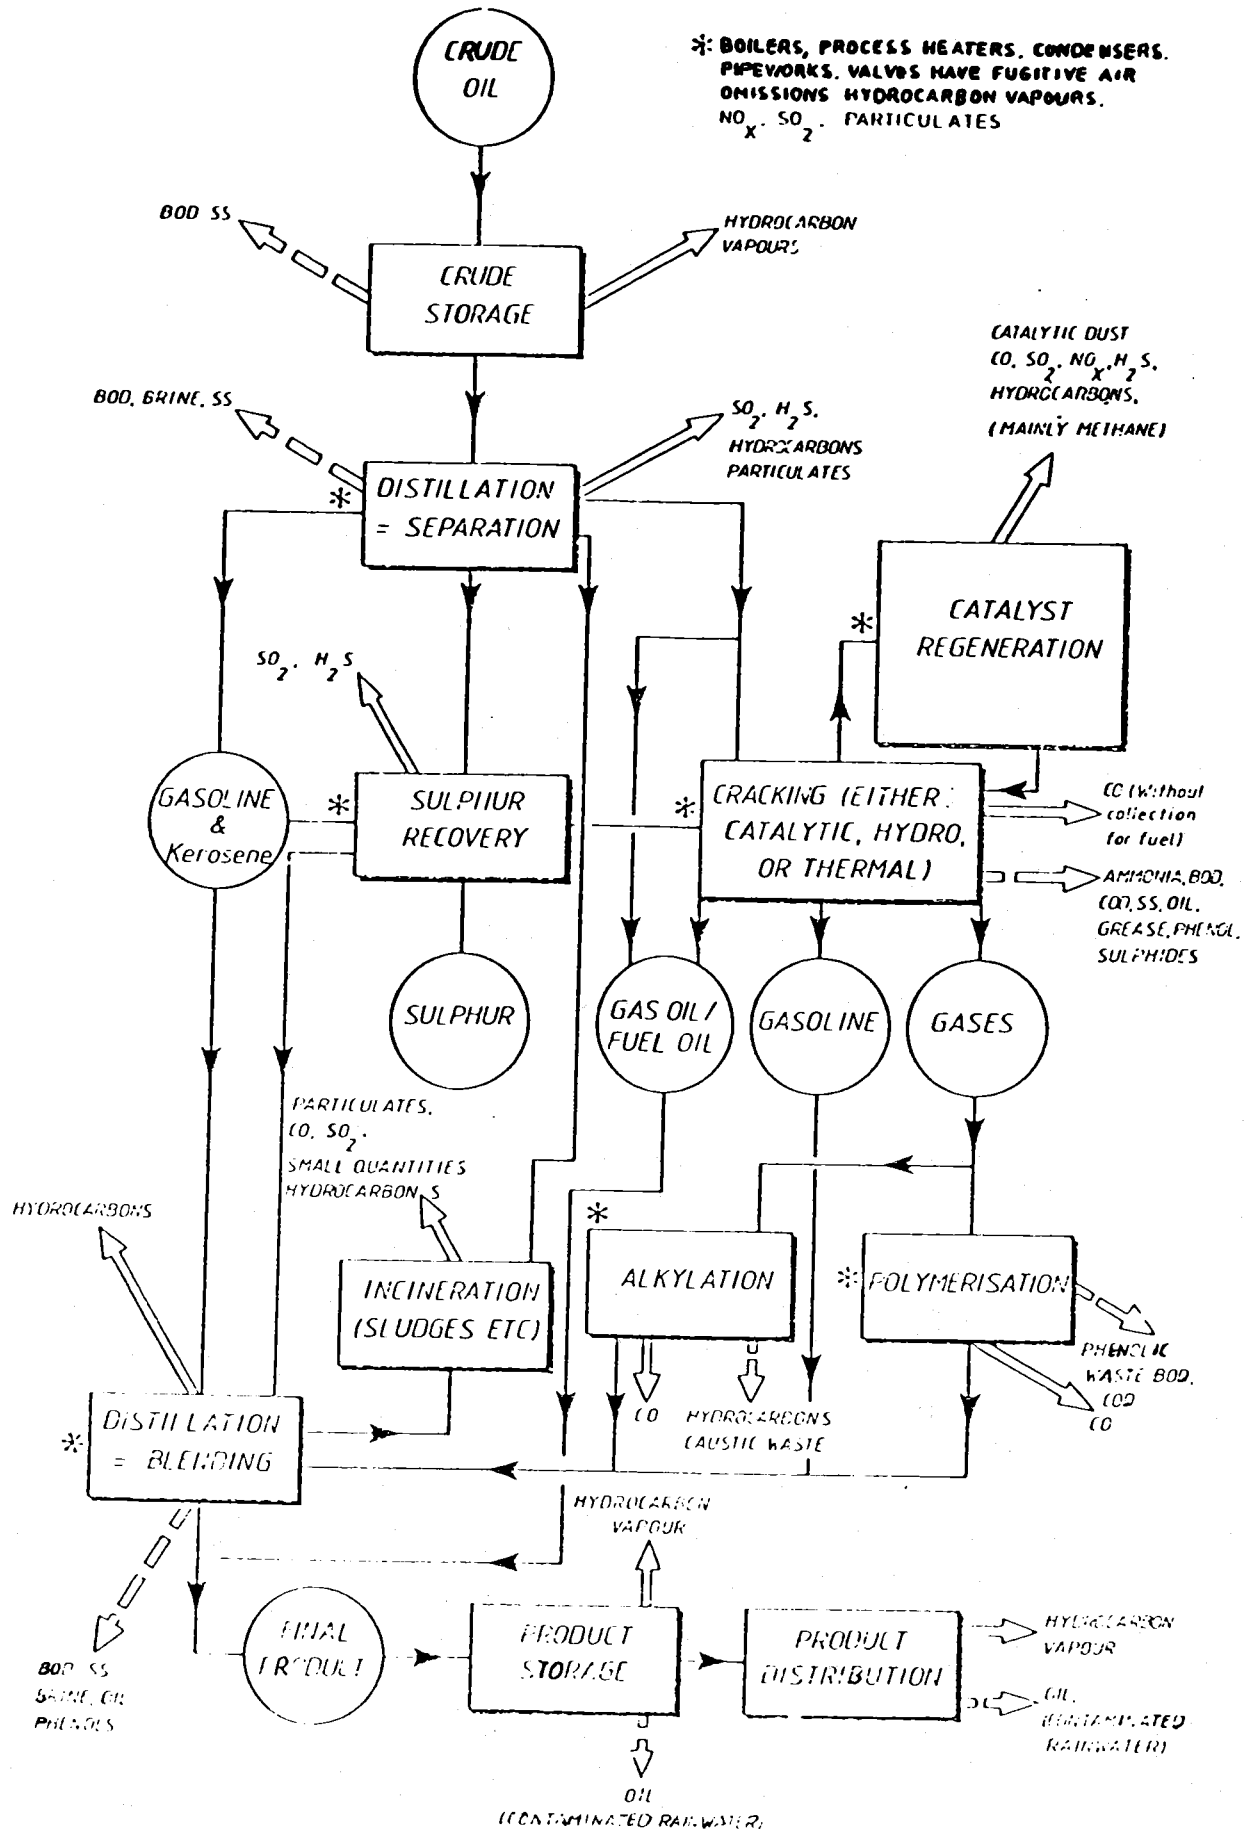 CRUDE
OIL
*: BOILERS, PROCESS HEATERS. CONDENSERS.
PIPEWORKS. VALVES HAVE FUGITIVE AIR
OMISSIONS HYDROCARBON VAPOURS.
NOX. SO2. PARTICULATES
BOD SS
HYDROCARBON
VAPOURS
CRUDE
STORAGE
CATALYTIC DUST
CO, SO2, NOX, H2S,
HYDROCARBONS,
(MAINLY METHANE)
BOD, BRINE, SS
SO2. H2S.
HYDROCARBONS
PARTICULATES
* DISTILLATION
= SEPARATION
* CATALYST
REGENERATION
SO2. H2S
GASOLINE
&
Kerosene
* SULPHUR
RECOVERY
* CRACKING (EITHER:
CATALYTIC, HYDRO,
OR THERMAL)
CO (Without
collection
for fuel)
AMMONIA, BOD,
COD, SS, OIL,
GREASE, PHENOL,
SULPHIDES
SULPHUR
GAS OIL/
FUEL OIL
GASOLINE
GASES
PARTICULATES,
CO, SO2.
SMALL QUANTITIES
HYDROCARBON S
HYDROCARBONS
INCINERATION
(SLUDGES ETC)
*
ALKYLATION
* POLYMERISATION
PHENOLIC
WASTE BOD,
COD
CO
CO
HYDROCARBONS
CAUSTIC WASTE
* DISTILLATION
= BLENDING
HYDROCARBON
VAPOUR
BOD SS
BRINE, OIL
PHENOLS
FINAL
PRODUCT
PRODUCT
STORAGE
PRODUCT
DISTRIBUTION
HYDROCARBON
VAPOUR
OIL,
(CONTAMINATED
RAINWATER)
OIL
(CONTAMINATED RAINWATER)